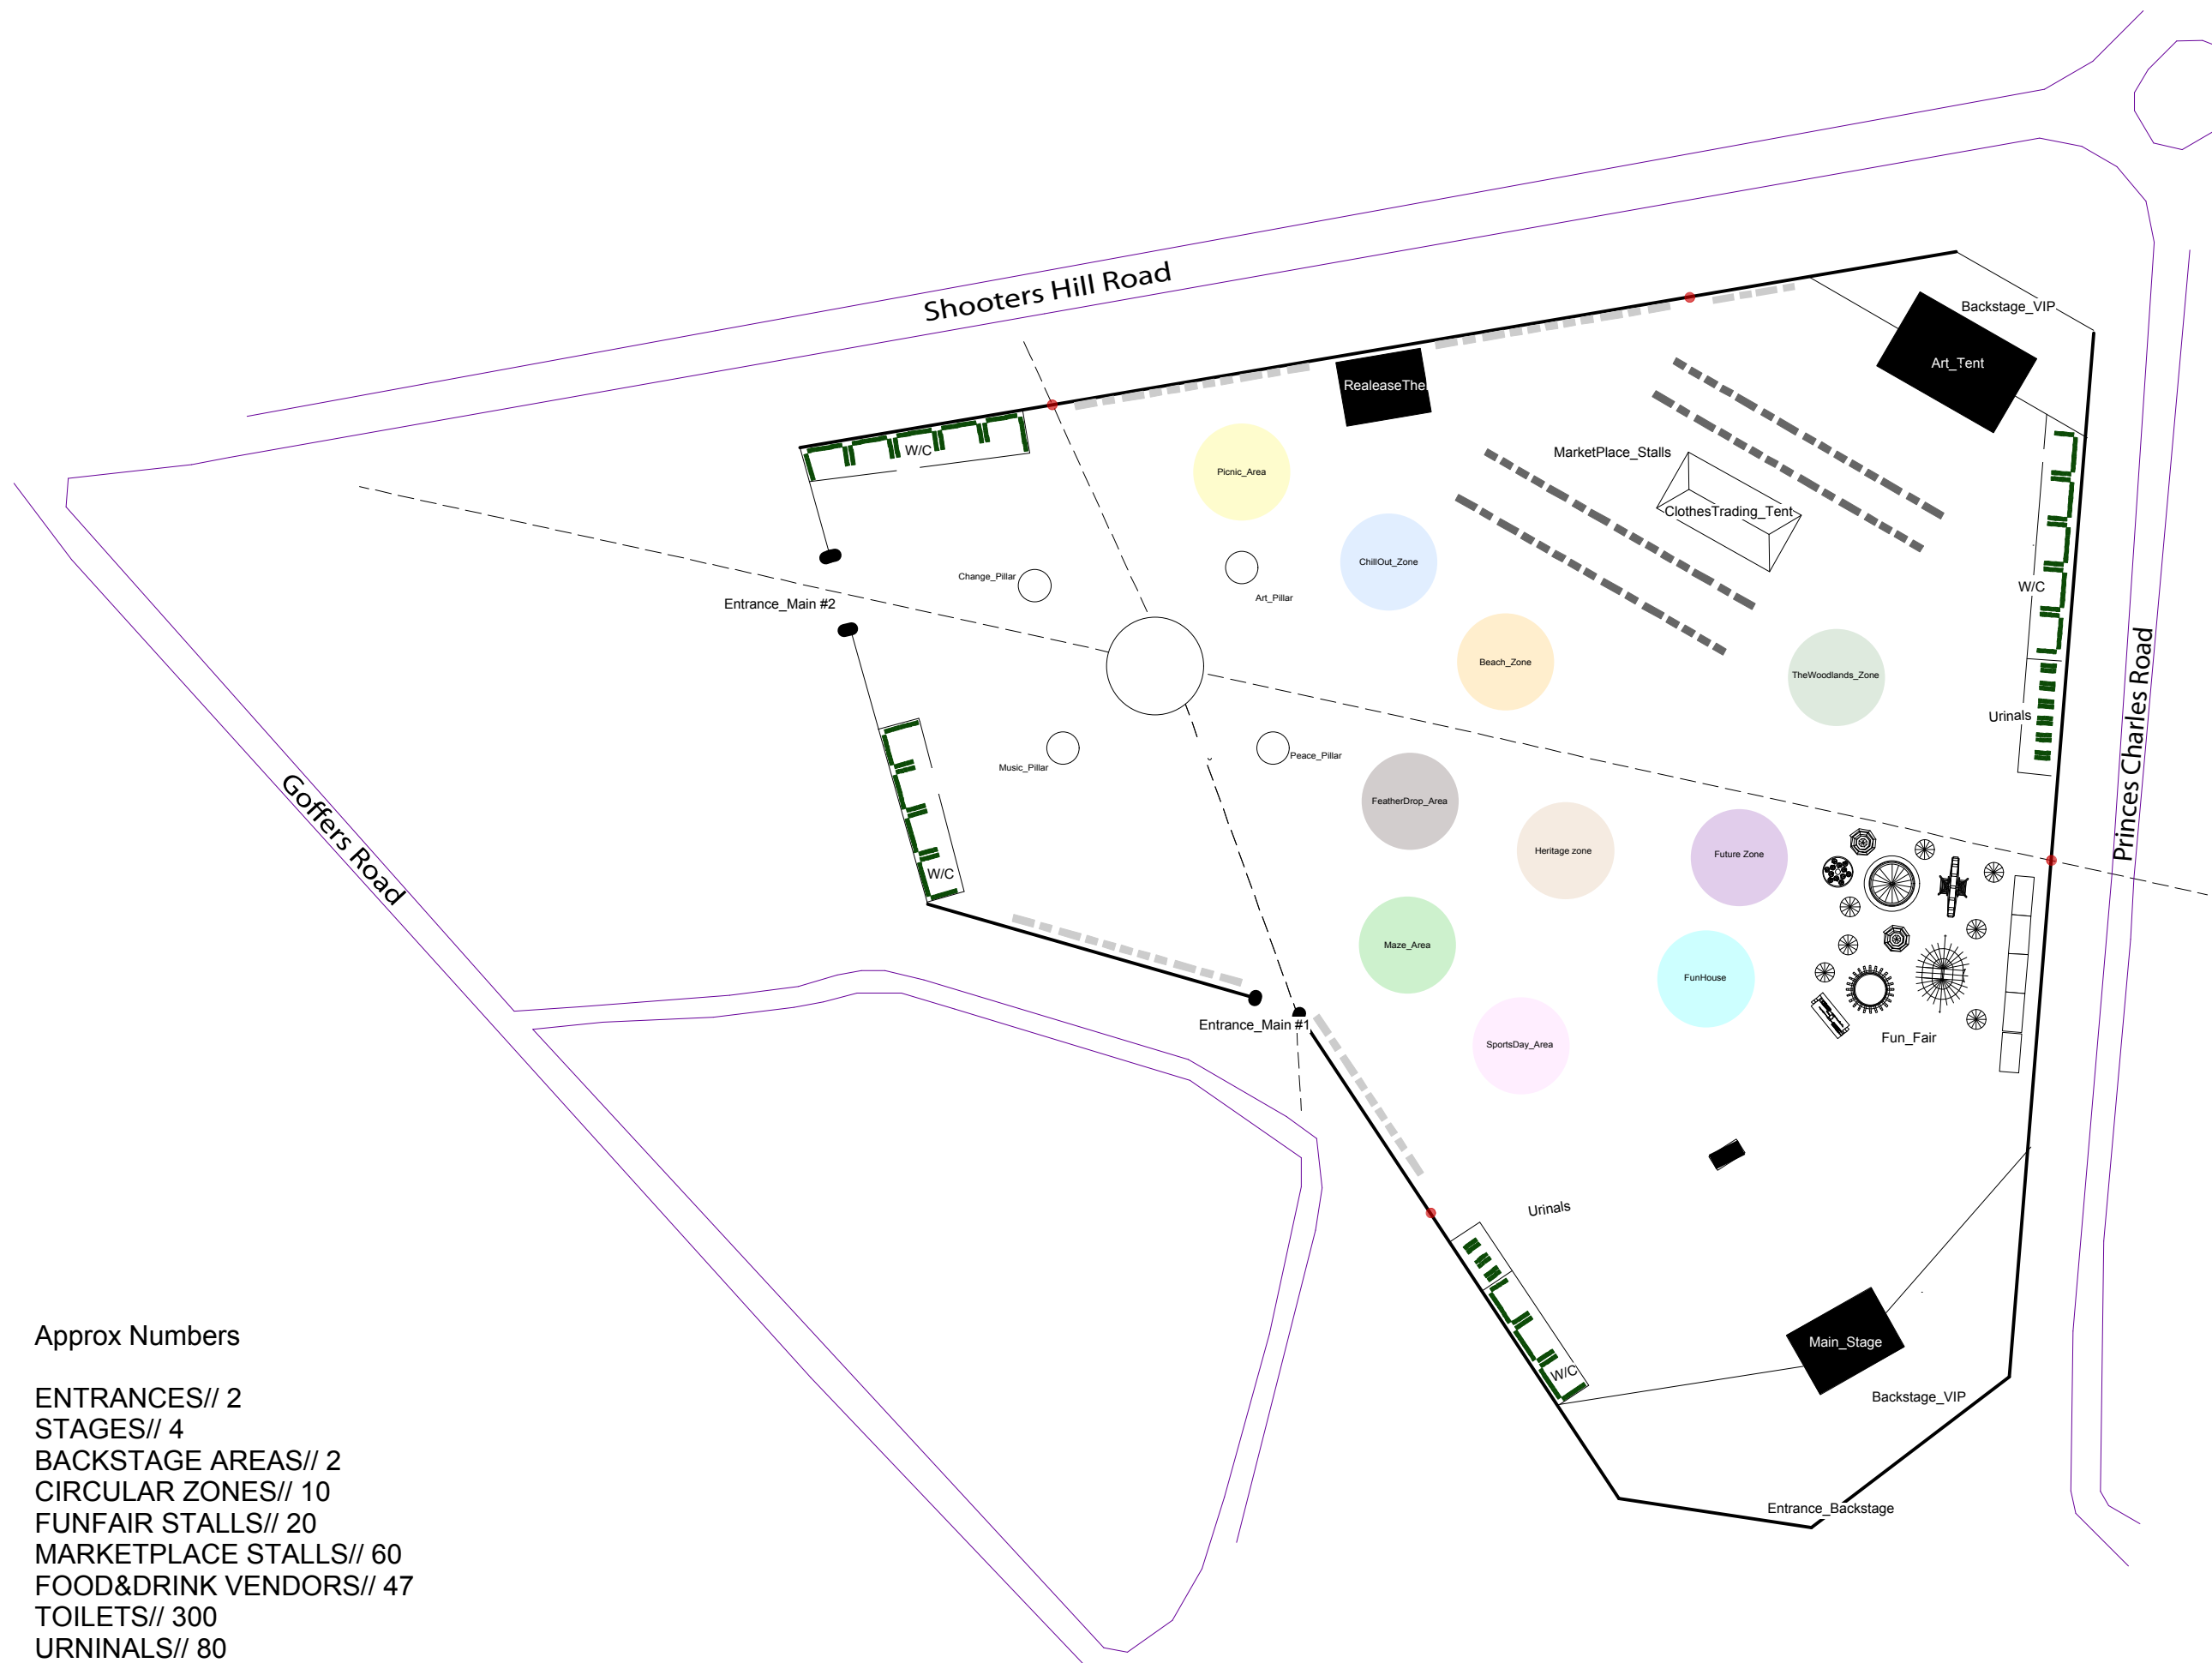 Shooters Hill Road
Backstage_VIP
Art_Tent
RealeaseThe
W/C
MarketPlace_Stalls
Picnic_Area
ClothesTrading_Tent
ChillOut_Zone
Change_Pillar
Art_Pillar
Entrance_Main #2
W/C
Beach_Zone
TheWoodlands_Zone
Urinals
Princes Charles Road
Music_Pillar
Peace_Pillar
FeatherDrop_Area
Heritage zone
Future Zone
Goffers Road
W/C
Maze_Area
FunHouse
Entrance_Main #1
SportsDay_Area
Fun_Fair
Urinals
Main_Stage
W/C
Backstage_VIP
Entrance_Backstage
Approx Numbers
ENTRANCES// 2
STAGES// 4
BACKSTAGE AREAS// 2
CIRCULAR ZONES// 10
FUNFAIR STALLS// 20
MARKETPLACE STALLS// 60
FOOD&DRINK VENDORS// 47
TOILETS// 300
URNINALS// 80